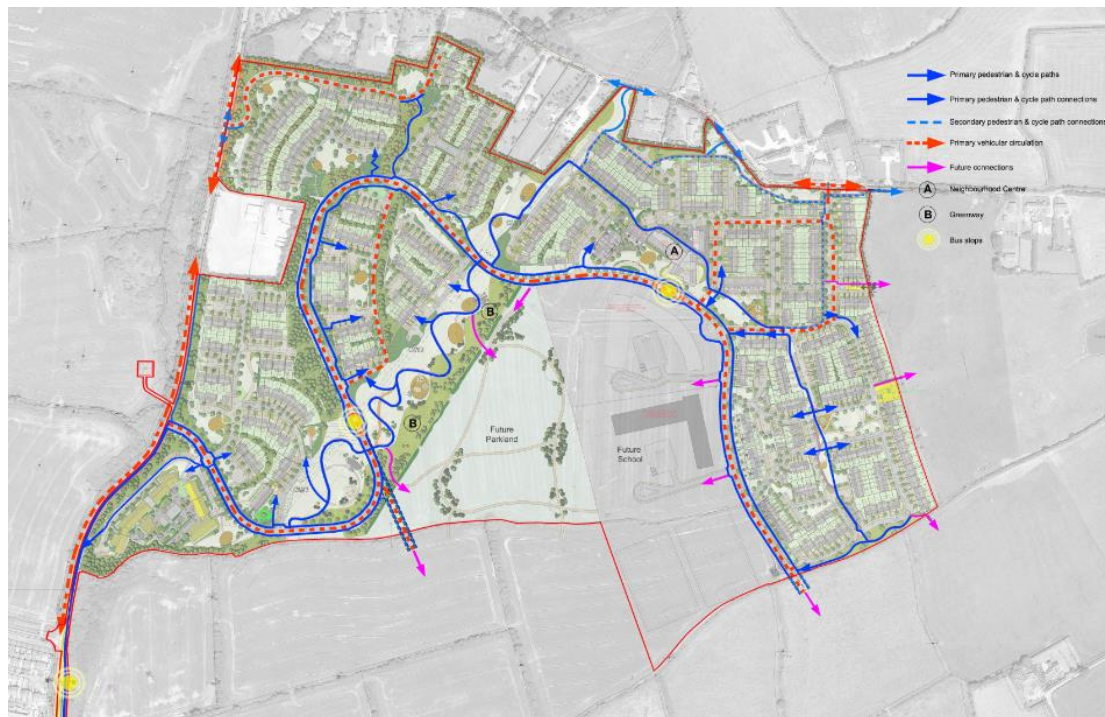 Primary pedestrian & cycle paths
Primary pedestrian & cycle path connections
Secondary pedestrian & cycle path connections
Primary vehicular circulation
Future connections
A Neighbourhood Centre
B Greenway
Bus stops
A
B
B
Future
Parkland
Future
School